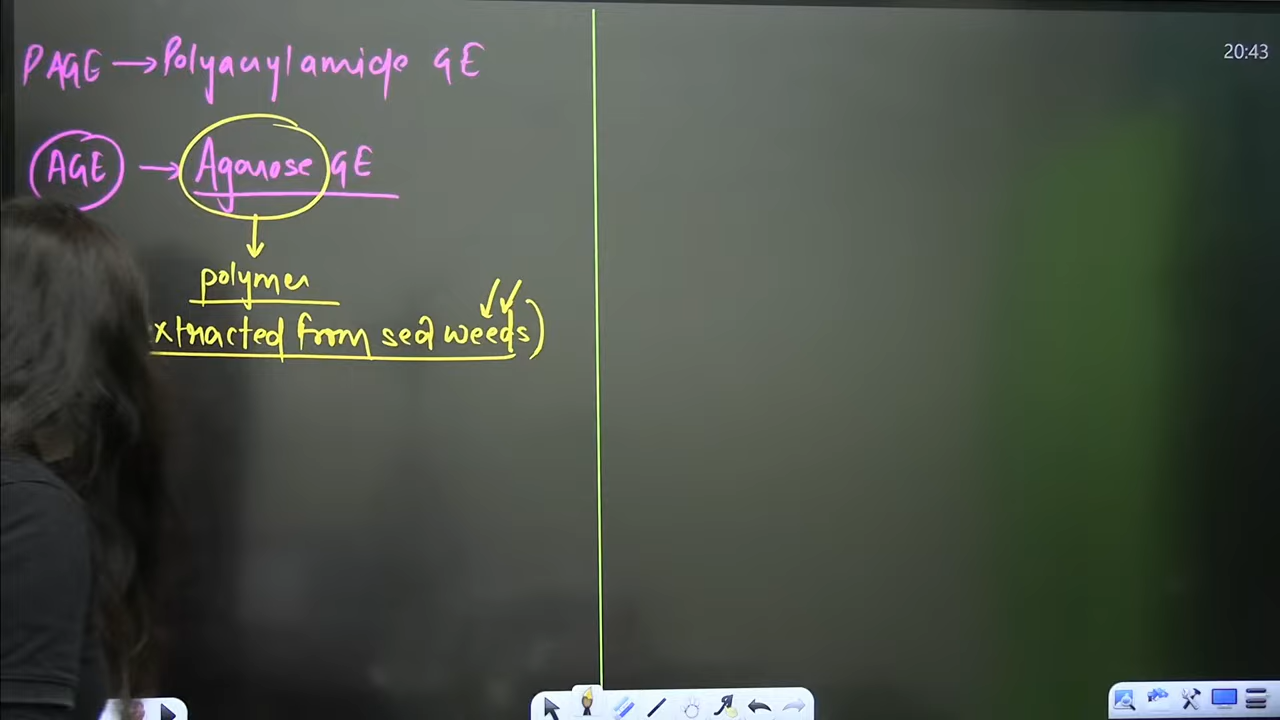 PAGE → Polyacrylamide GE
20:43
AGE → Agarose GE
polymer
xtracted from sea weeds)